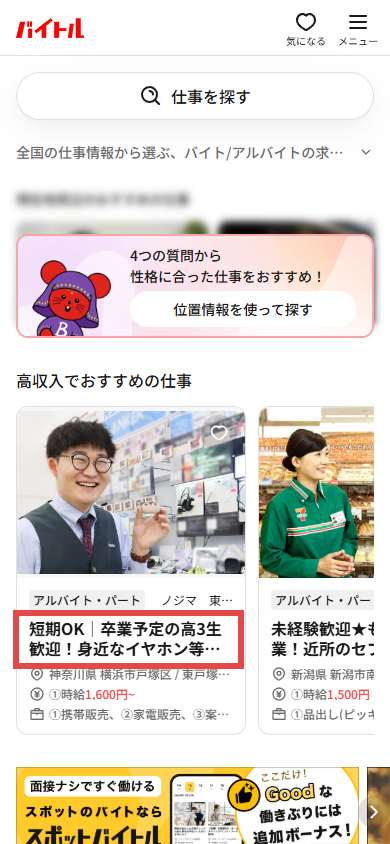 バイトル
気になる
メニュー
仕事を探す
全国の仕事情報から選ぶ、バイト/アルバイトの求…
4つの質問から
性格に合った仕事をおすすめ！
B
位置情報を使って探す
高収入でおすすめの仕事
アルバイト・パート
ノジマ 東…
短期OK｜卒業予定の高3生
歓迎！身近なイヤホン等…
神奈川県 横浜市戸塚区 / 東戸塚…
①時給1,600円~
①携帯販売、②家電販売、③案…
未経験歓迎★も
業！近所のセブ
新潟県 新潟市南
①時給1,500円
①品出し(ピッキ
面接ナシですぐ働ける
スポットのバイトなら
スポットバイトル
ここだけ！
Goodな
働きぶりには
追加ボーナス！